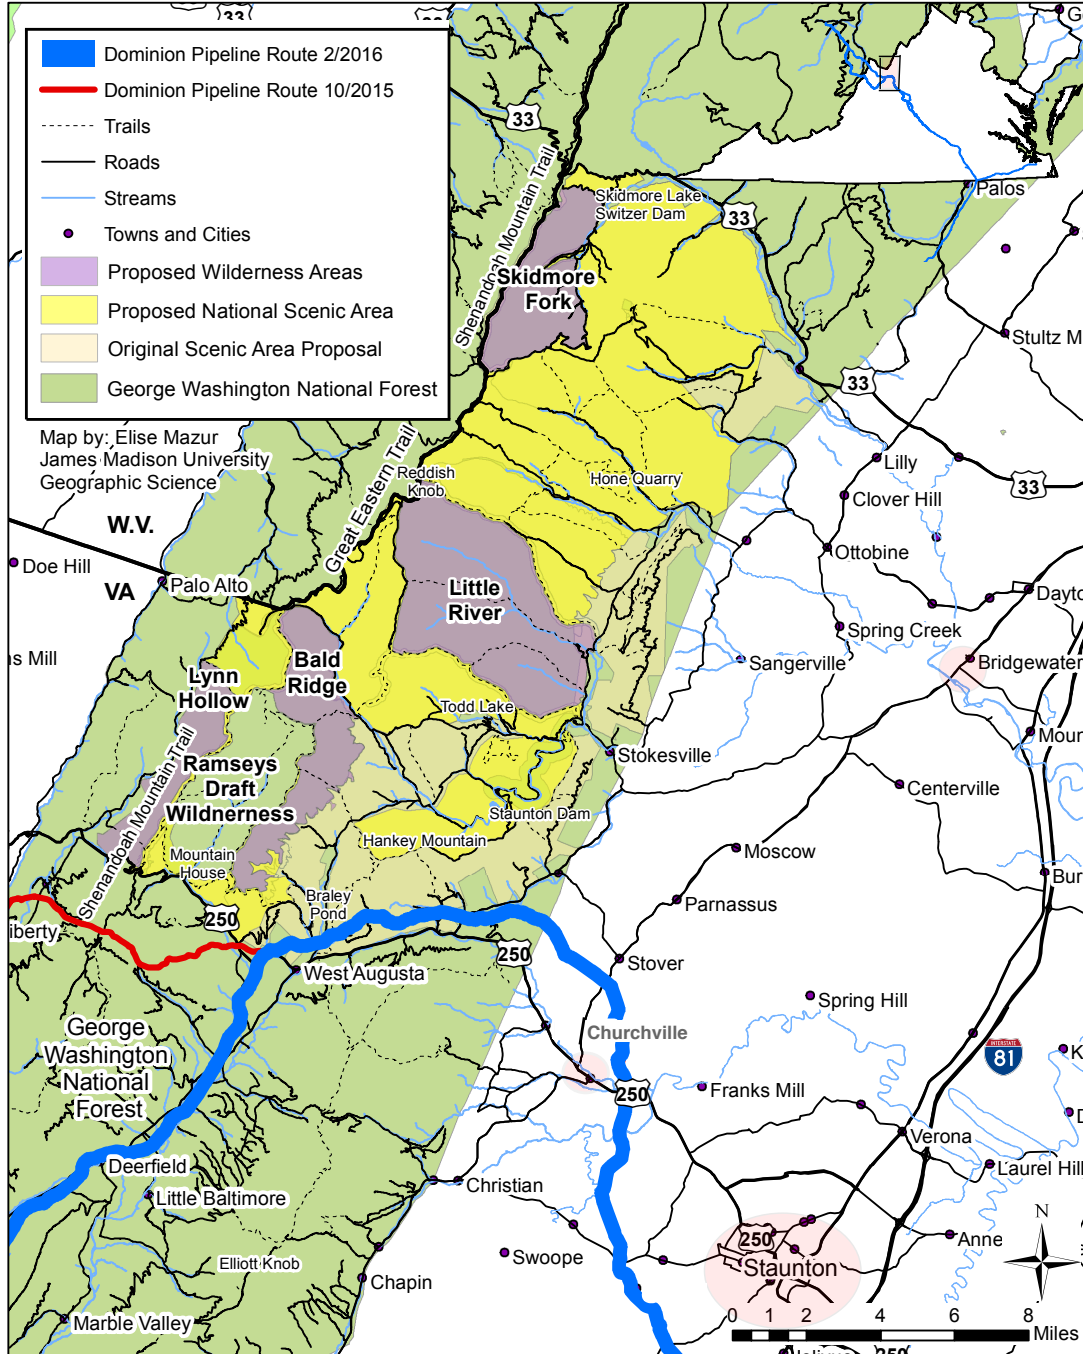 33
33
Dominion Pipeline Route 2/2016
Dominion Pipeline Route 10/2015
Trails
Roads
Streams
Towns and Cities
Proposed Wilderness Areas
Proposed National Scenic Area
Original Scenic Area Proposal
George Washington National Forest
Map by: Elise Mazur
James Madison University
Geographic Science
W.V.
VA
G
33
Shenandoah Mountain Trail
Skidmore Lake
Switzer Dam
33
Palos
Skidmore
Fork
Stultz M
33
Great Eastern Trail
Reddish
Knob
Hone Quarry
Lilly
33
Clover Hill
Ottobine
Doe Hill
Palo Alto
Little
River
Dayto
Spring Creek
s Mill
Lynn
Hollow
Bald
Ridge
Sangerville
Bridgewater
Todd Lake
Moun
Stokesville
Shenandoah Mountain Trail
Ramseys
Draft
Wildnerness
Centerville
Staunton Dam
Hankey Mountain
Mountain
House
Moscow
Bur
Braley
Pond
Parnassus
250
iberty
250
West Augusta
Stover
Spring Hill
George
Washington
National
Forest
Churchville
INTERSTATE
81
K
250
Franks Mill
D
Verona
Deerfield
Laurel Hill
Little Baltimore
Christian
N
250
Anne
Swoope
Elliott Knob
Staunton
Chapin
0 2 4 6 8
Miles
Marble Valley
250